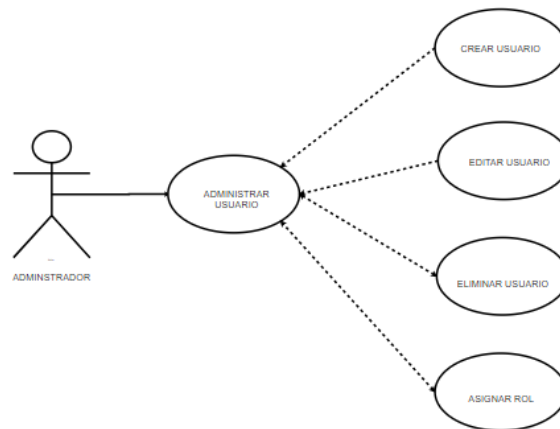 CREAR USUARIO
EDITAR USUARIO
ADMINISTRAR
USUARIO
ADMINSTRADOR
ELIMINAR USUARIO
ASIGNAR ROL